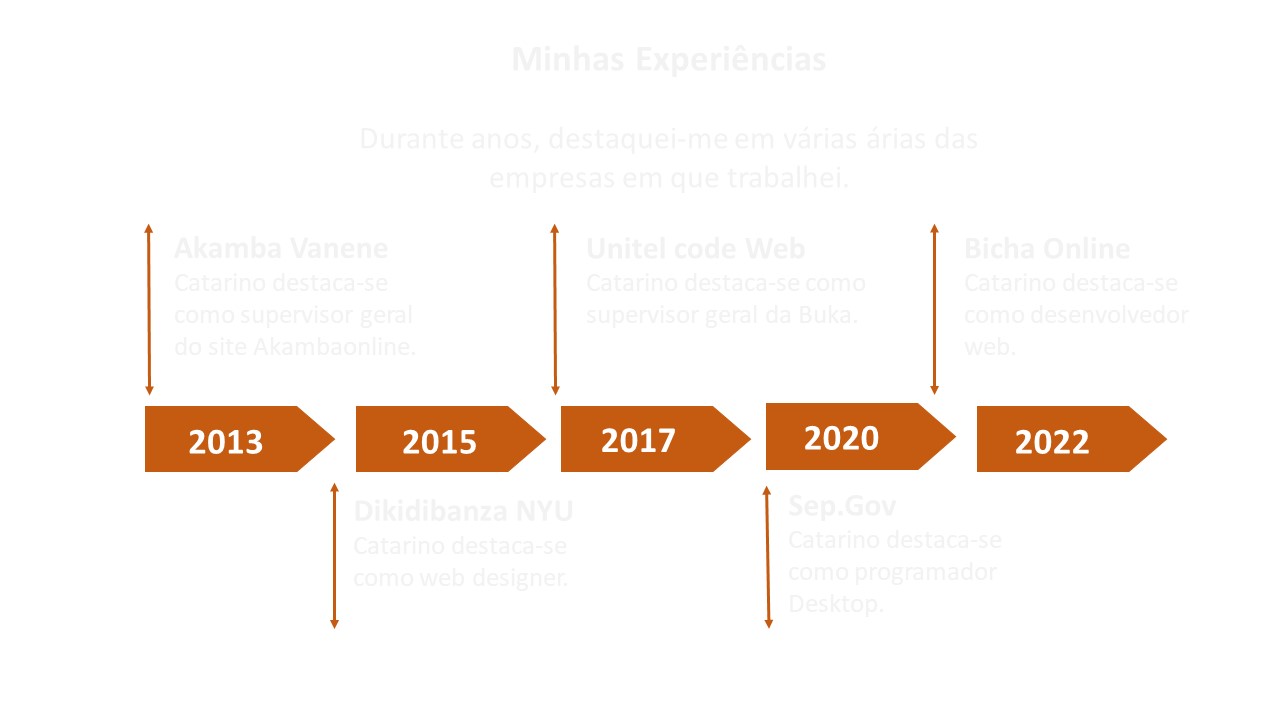 Minhas Experiências
Durante anos, destaquei-me em várias árias das
empresas em que trabalhei.
Akamba Vanene
Catarino destaca-se
como supervisor geral
do site Akambaonline.
Unitel code Web
Catarino destaca-se como
supervisor geral da Buka.
Bicha Online
Catarino destaca-se
como desenvolvedor
web.
2013
2015
2017
2020
2022
Dikidibanza NYU
Catarino destaca-se
como web designer.
Sep.Gov
Catarino destaca-se
como programador
Desktop.